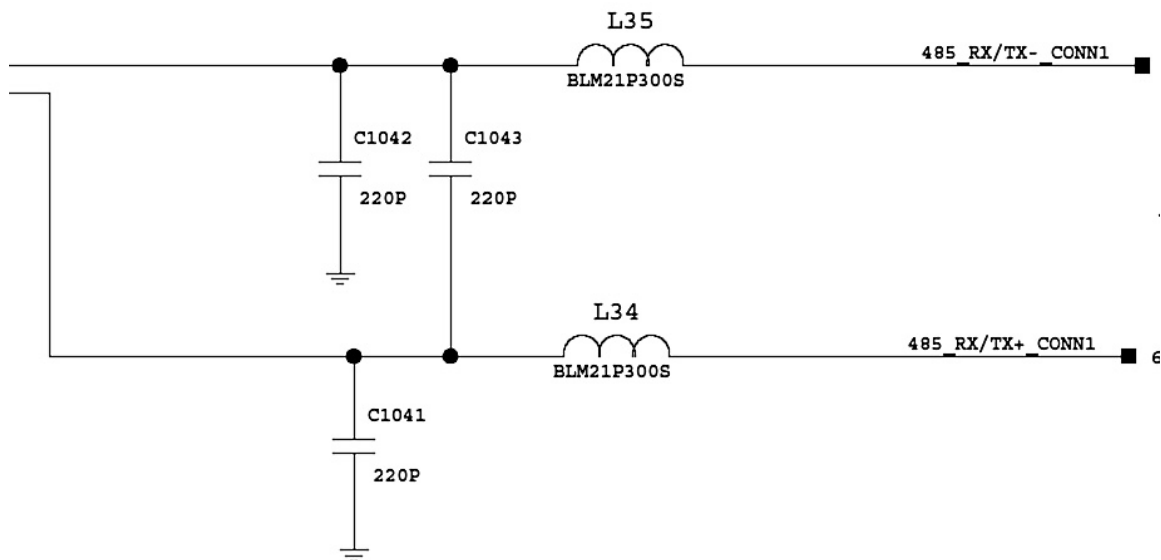 L35
485_RX/TX-_CONN1
BLM21P300S
C1042
C1043
220P
220P
L34
485_RX/TX+_CONN1
6
BLM21P300S
C1041
220P